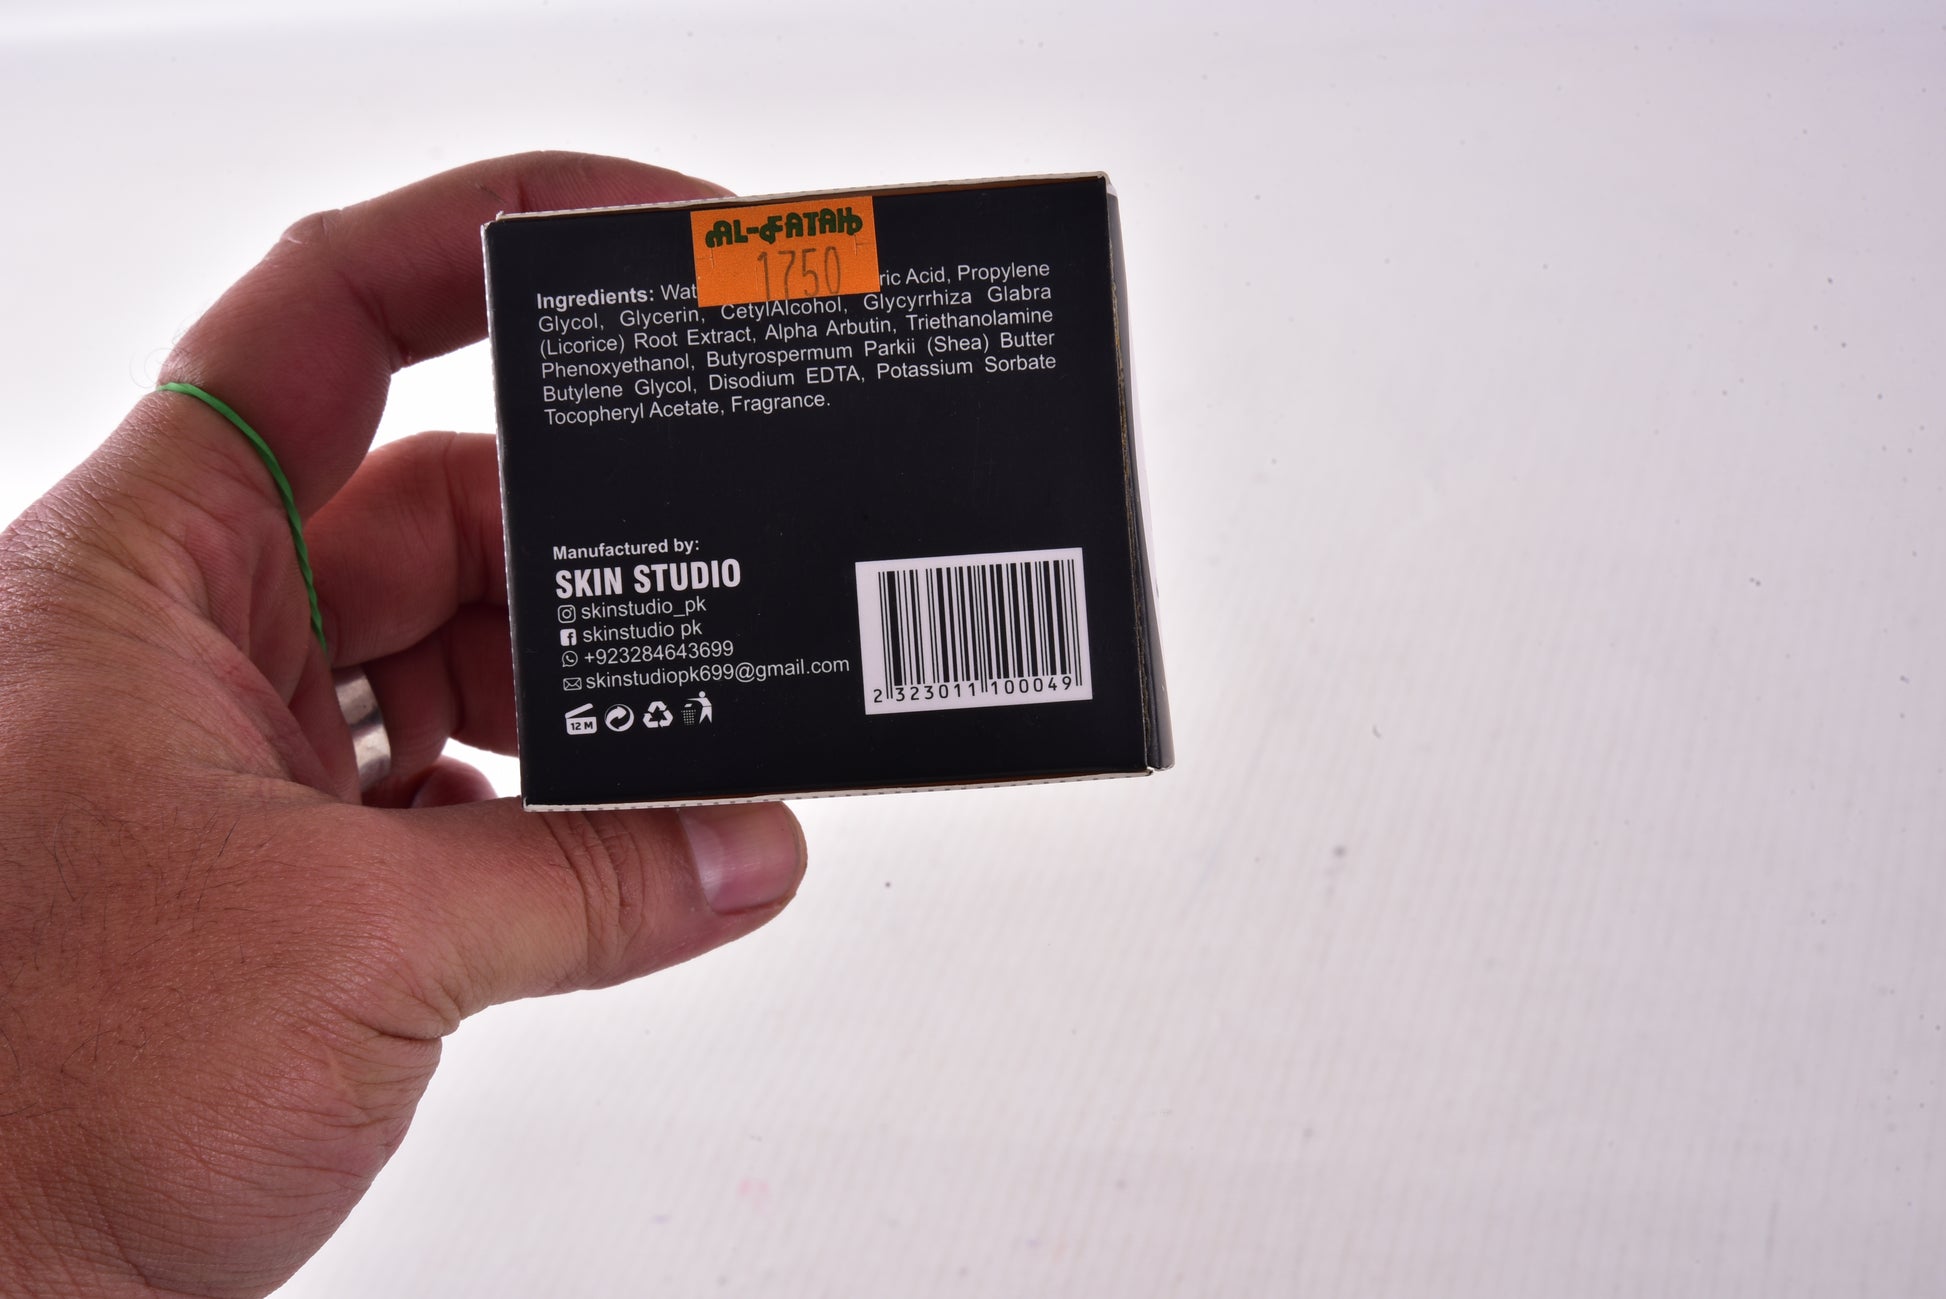 AL-FATAH
1750
Ingredients: Wat ric Acid, Propylene
Glycol, Glycerin, CetylAlcohol, Glycyrrhiza Glabra
(Licorice) Root Extract, Alpha Arbutin, Triethanolamine
Phenoxyethanol, Butyrospermum Parkii (Shea) Butter
Butylene Glycol, Disodium EDTA, Potassium Sorbate
Tocopheryl Acetate, Fragrance.
Manufactured by:
SKIN STUDIO
skinstudio_pk
skinstudio pk
+923284643699
skinstudiopk699@gmail.com
12 M
2 323011 100049